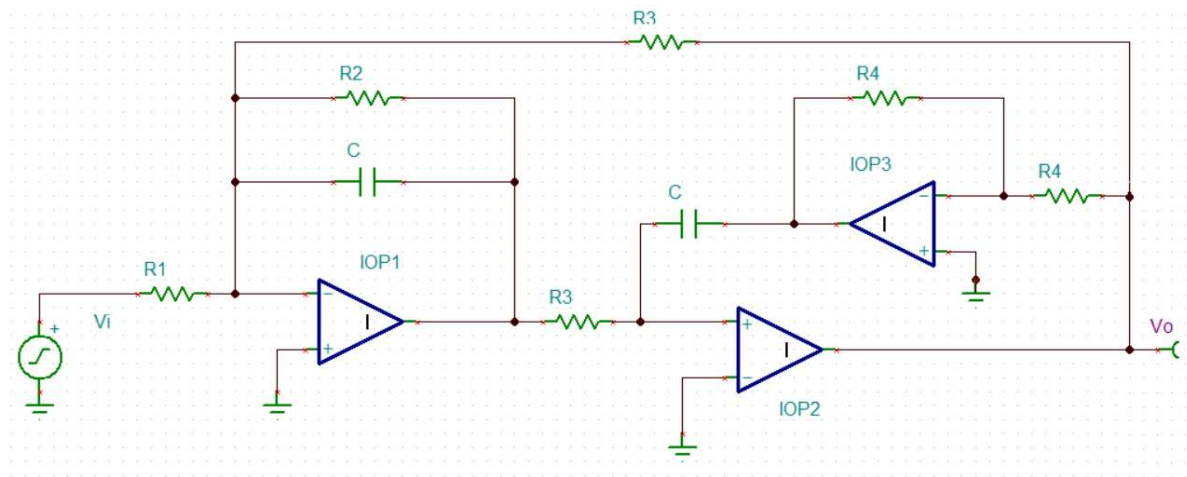 R3
R2
R4
C
IOP3
R4
C
R1
IOP1
R3
Vi
+
Vo
IOP2
−
+
−
+
+
−